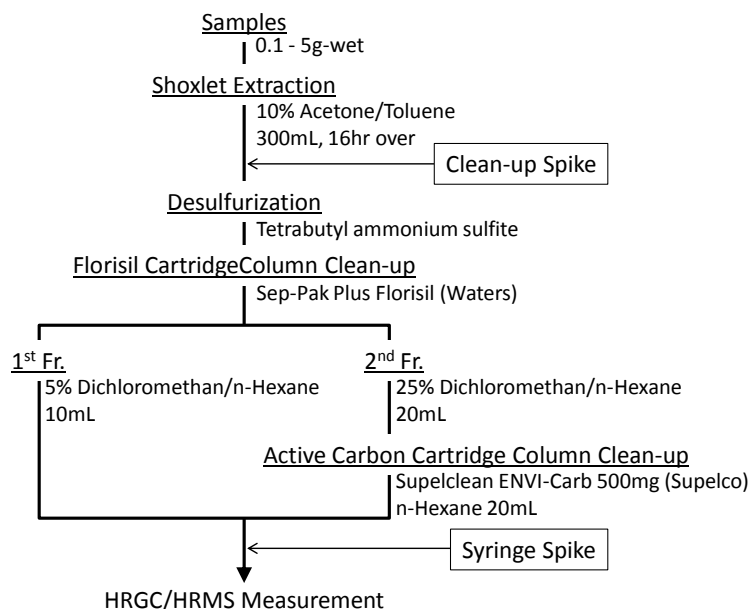 Samples
0.1 - 5g-wet
Shoxlet Extraction
10% Acetone/Toluene
300mL, 16hr over
Clean-up Spike
Desulfurization
Tetrabutyl ammonium sulfite
Florisil CartridgeColumn Clean-up
Sep-Pak Plus Florisil (Waters)
1st Fr.
5% Dichloromethan/n-Hexane
10mL
2nd Fr.
25% Dichloromethan/n-Hexane
20mL
Active Carbon Cartridge Column Clean-up
Supelclean ENVI-Carb 500mg (Supelco)
n-Hexane 20mL
Syringe Spike
HRGC/HRMS Measurement